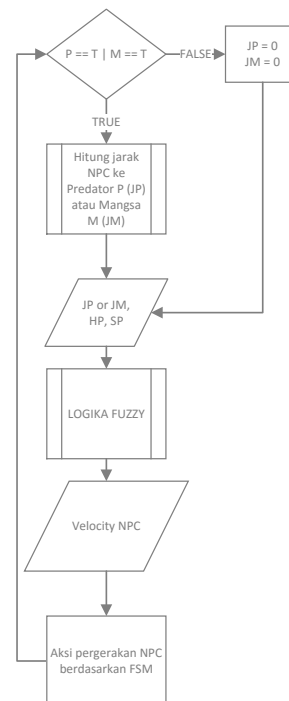 P == T | M == T
FALSE
JP = 0
JM = 0
TRUE
Hitung jarak
NPC ke
Predator P (JP)
atau Mangsa
M (JM)
JP or JM,
HP, SP
LOGIKA FUZZY
Velocity NPC
Aksi pergerakan NPC
berdasarkan FSM